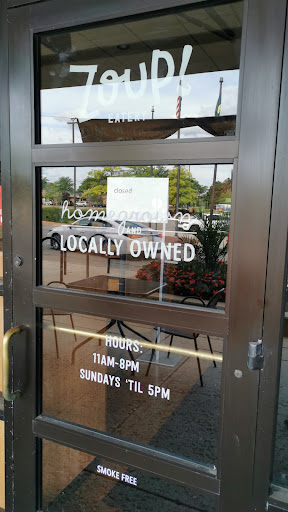 Zoup!
EATERY
closed
homegrown
AND
LOCALLY OWNED
HOURS:
11AM-8PM
SUNDAYS 'TIL 5PM
SMOKE FREE